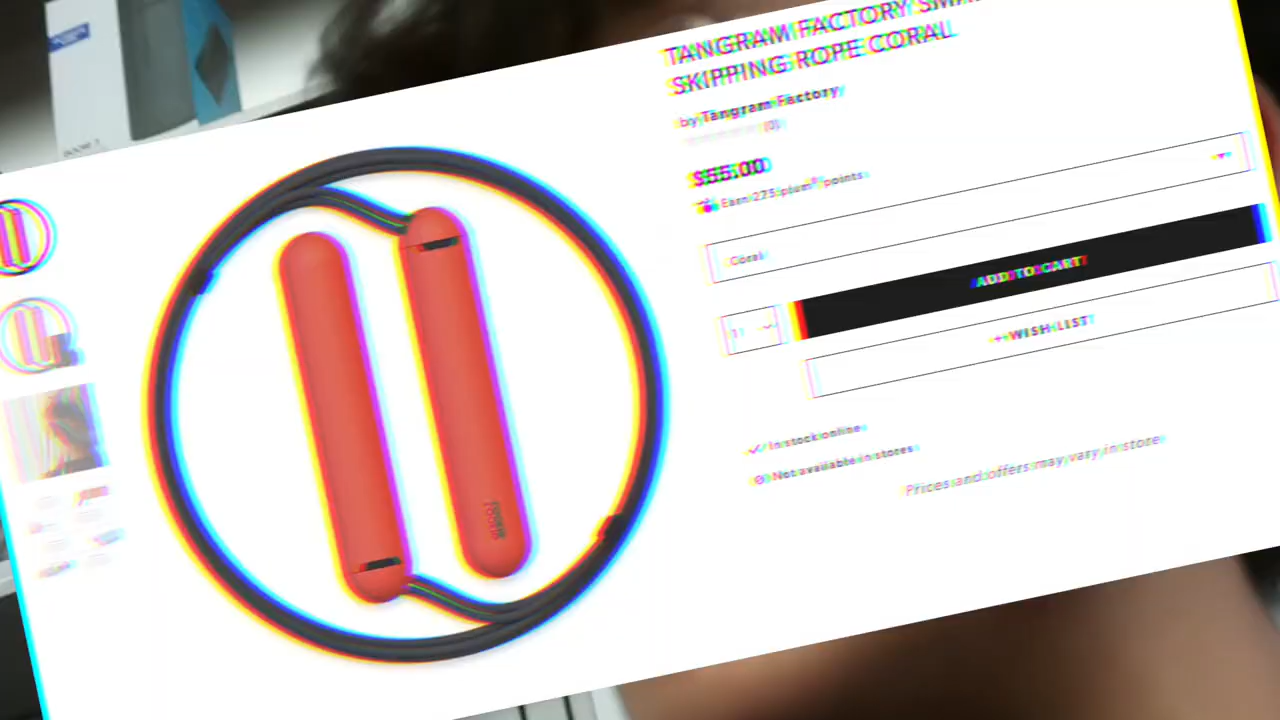 TANGRAM FACTORY
SKIPPING ROPE CORAL
by Tangram Factory
(0)
$55.00
Earn 275 plum® points
Coral
1
ADD TO CART
+ WISH LIST
In stock online
Not available in stores
Prices and offers may vary in store